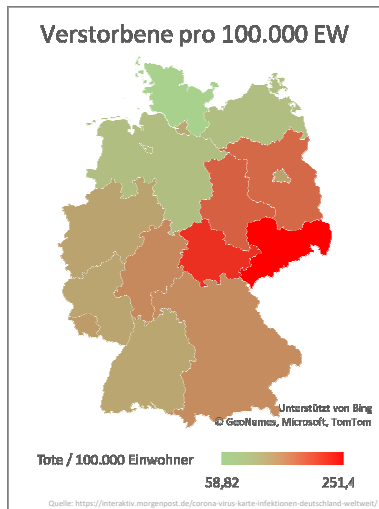 Verstorbene pro 100.000 EW
Unterstützt von Bing
© GeoNames, Microsoft, TomTom
Tote / 100.000 Einwohner
58,82 251,4
Quelle: https://interaktiv.morgenpost.de/corona-virus-karte-infektionen-deutschland-weltweit/